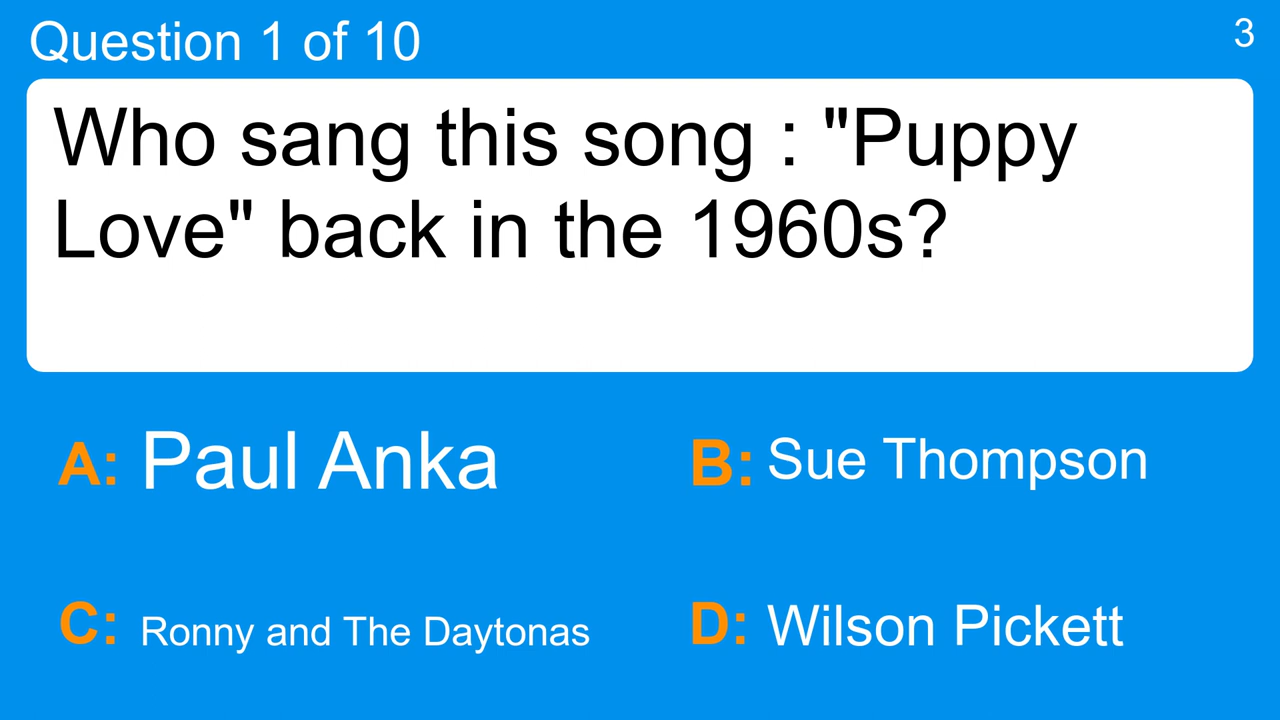 Question 1 of 10
3
Who sang this song : "Puppy
Love" back in the 1960s?
A: Paul Anka
B: Sue Thompson
C: Ronny and The Daytonas
D: Wilson Pickett